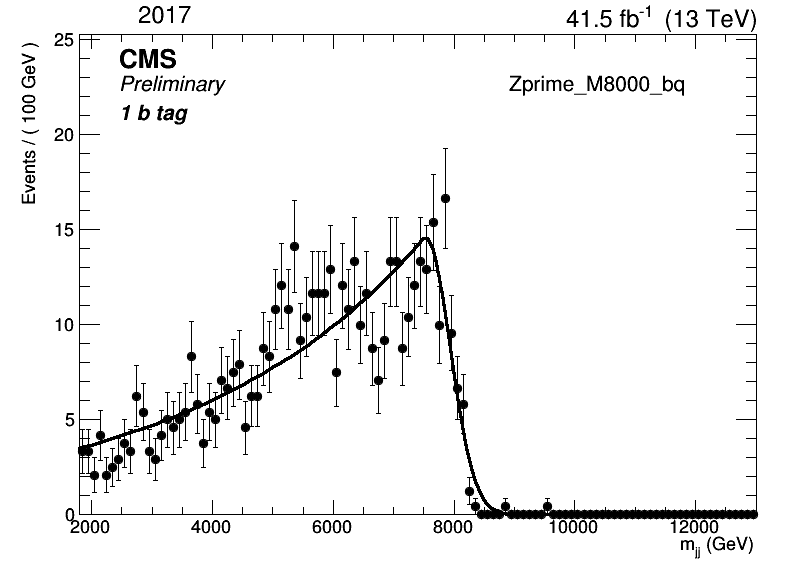 2017
41.5 fb-1 (13 TeV)
CMS
Preliminary
1 b tag
Zprime_M8000_bq
Events / ( 100 GeV )
25
20
15
10
5
0
2000 4000 6000 8000 10000 12000
mjj (GeV)